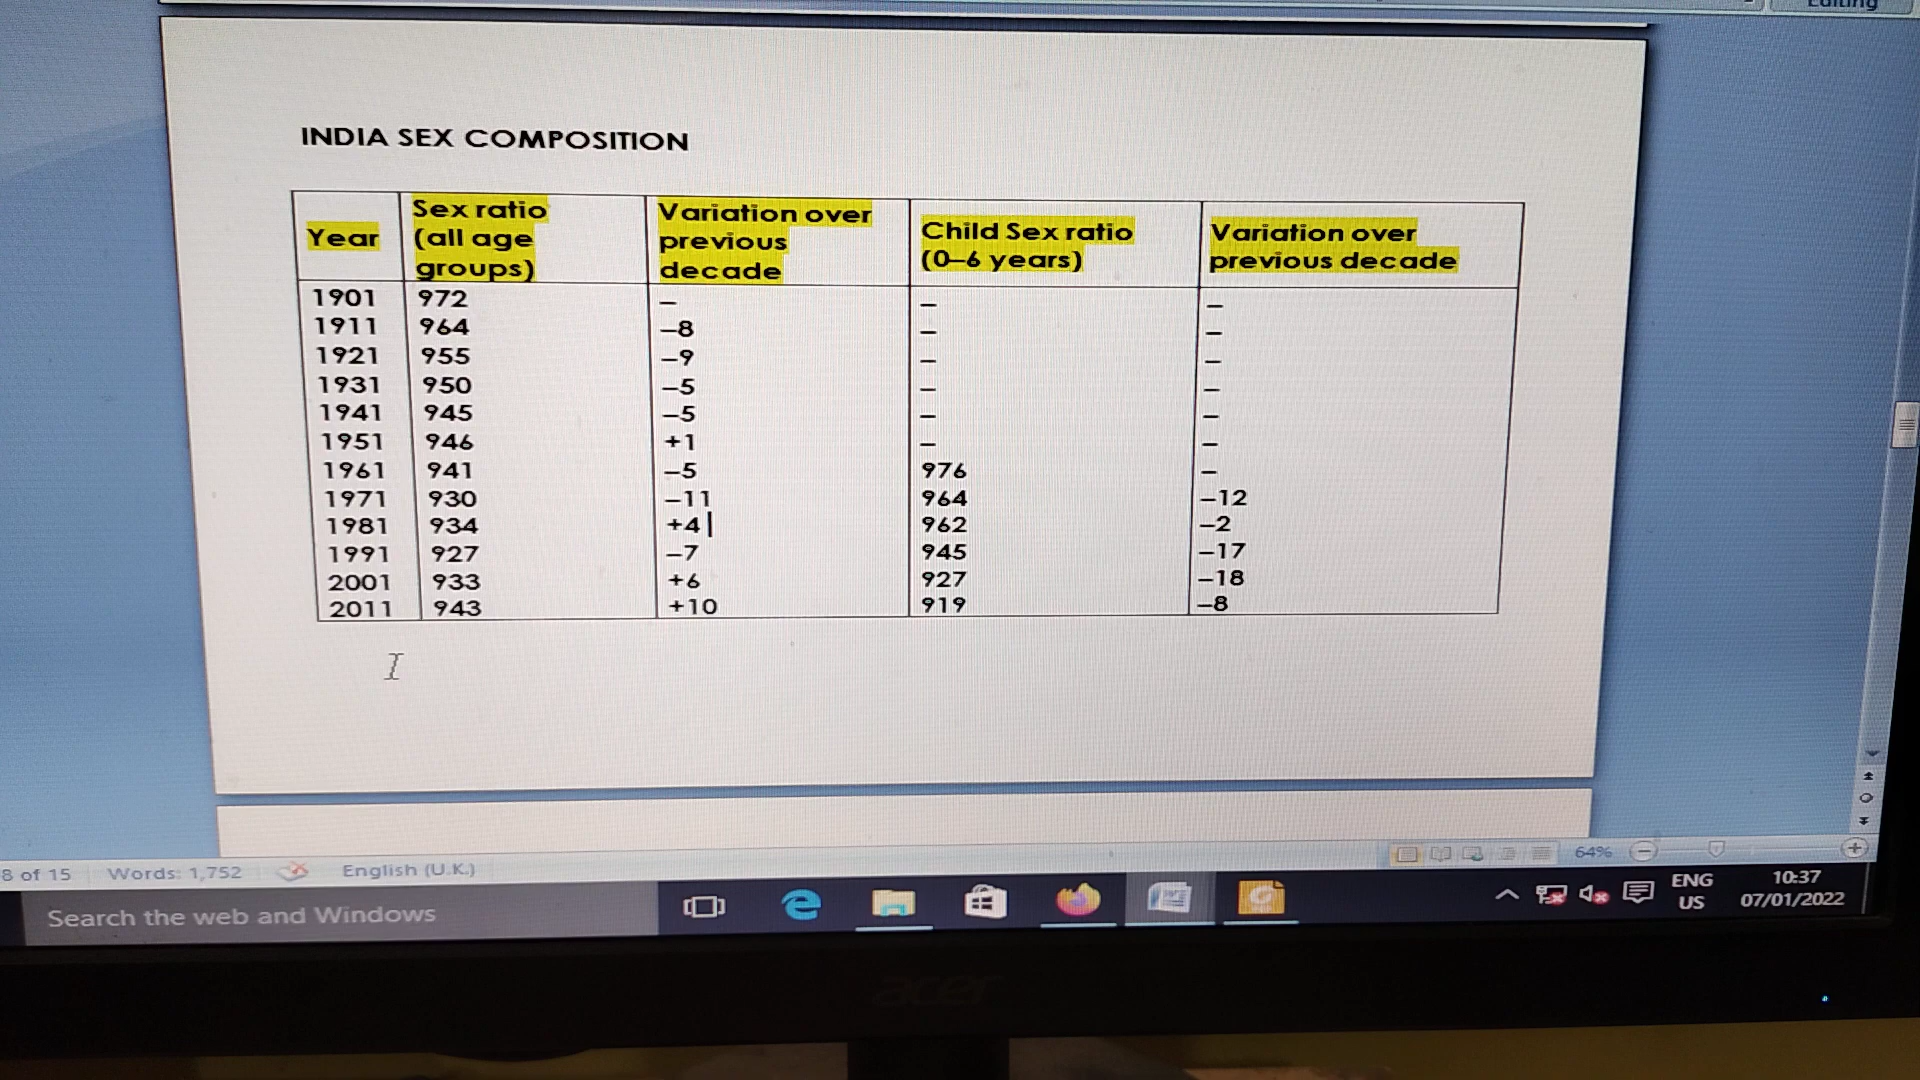 Editing
INDIA SEX COMPOSITION
Year
Sex ratio
(all age
groups)
Variation over
previous
decade
Child Sex ratio
(0–6 years)
Variation over
previous decade
1901 972 – – –
1911 964 –8 – –
1921 955 –9 – –
1931 950 –5 – –
1941 945 –5 – –
1951 946 +1 – –
1961 941 –5 976 –
1971 930 –11 964 –12
1981 934 +4 962 –2
1991 927 –7 945 –17
2001 933 +6 927 –18
2011 943 +10 919 –8
8 of 15 Words: 1,752 English (U.K.) 64%
Search the web and Windows
ENG
US
10:37
07/01/2022
acer